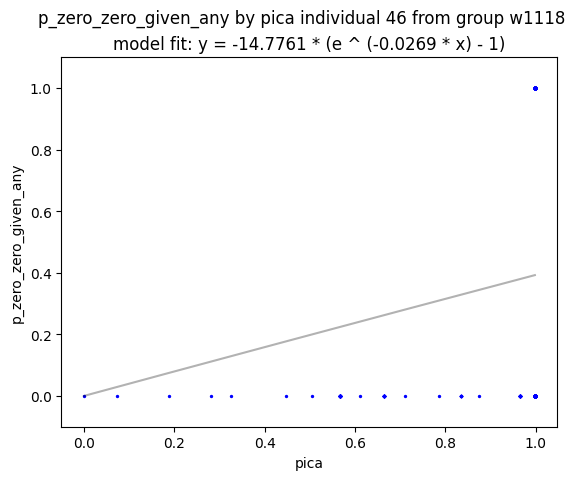 p_zero_zero_given_any by pica individual 46 from group w1118
model fit: y = -14.7761 * (e ^ (-0.0269 * x) - 1)
p_zero_zero_given_any
1.0
0.8
0.6
0.4
0.2
0.0
0.0 0.2 0.4 0.6 0.8 1.0
pica